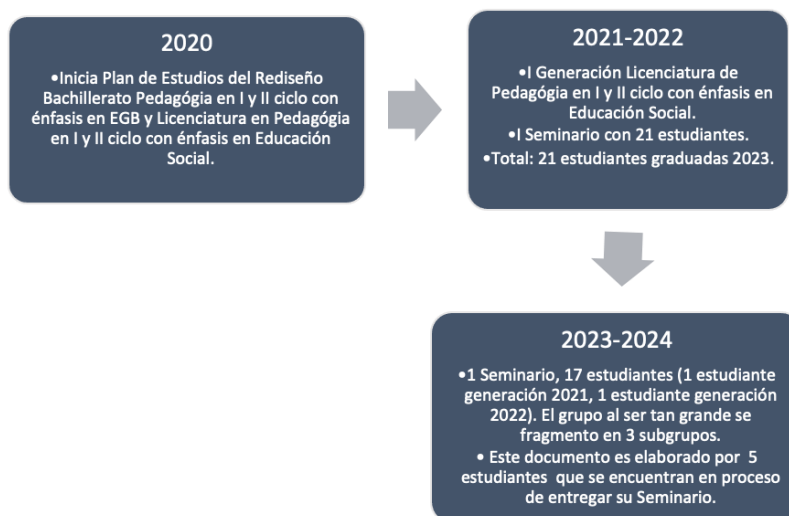 2020
•Inicia Plan de Estudios del Rediseño
Bachillerato Pedagógia en I y II ciclo con
énfasis en EGB y Licenciatura en Pedagógia
en I y II ciclo con énfasis en Educación
Social.
2021-2022
•I Generación Licenciatura de
Pedagógia en I y II ciclo con énfasis en
Educación Social.
•I Seminario con 21 estudiantes.
•Total: 21 estudiantes graduadas 2023.
2023-2024
•1 Seminario, 17 estudiantes (1 estudiante
generación 2021, 1 estudiante generación
2022). El grupo al ser tan grande se
fragmento en 3 subgrupos.
• Este documento es elaborado por 5
estudiantes que se encuentran en proceso
de entregar su Seminario.